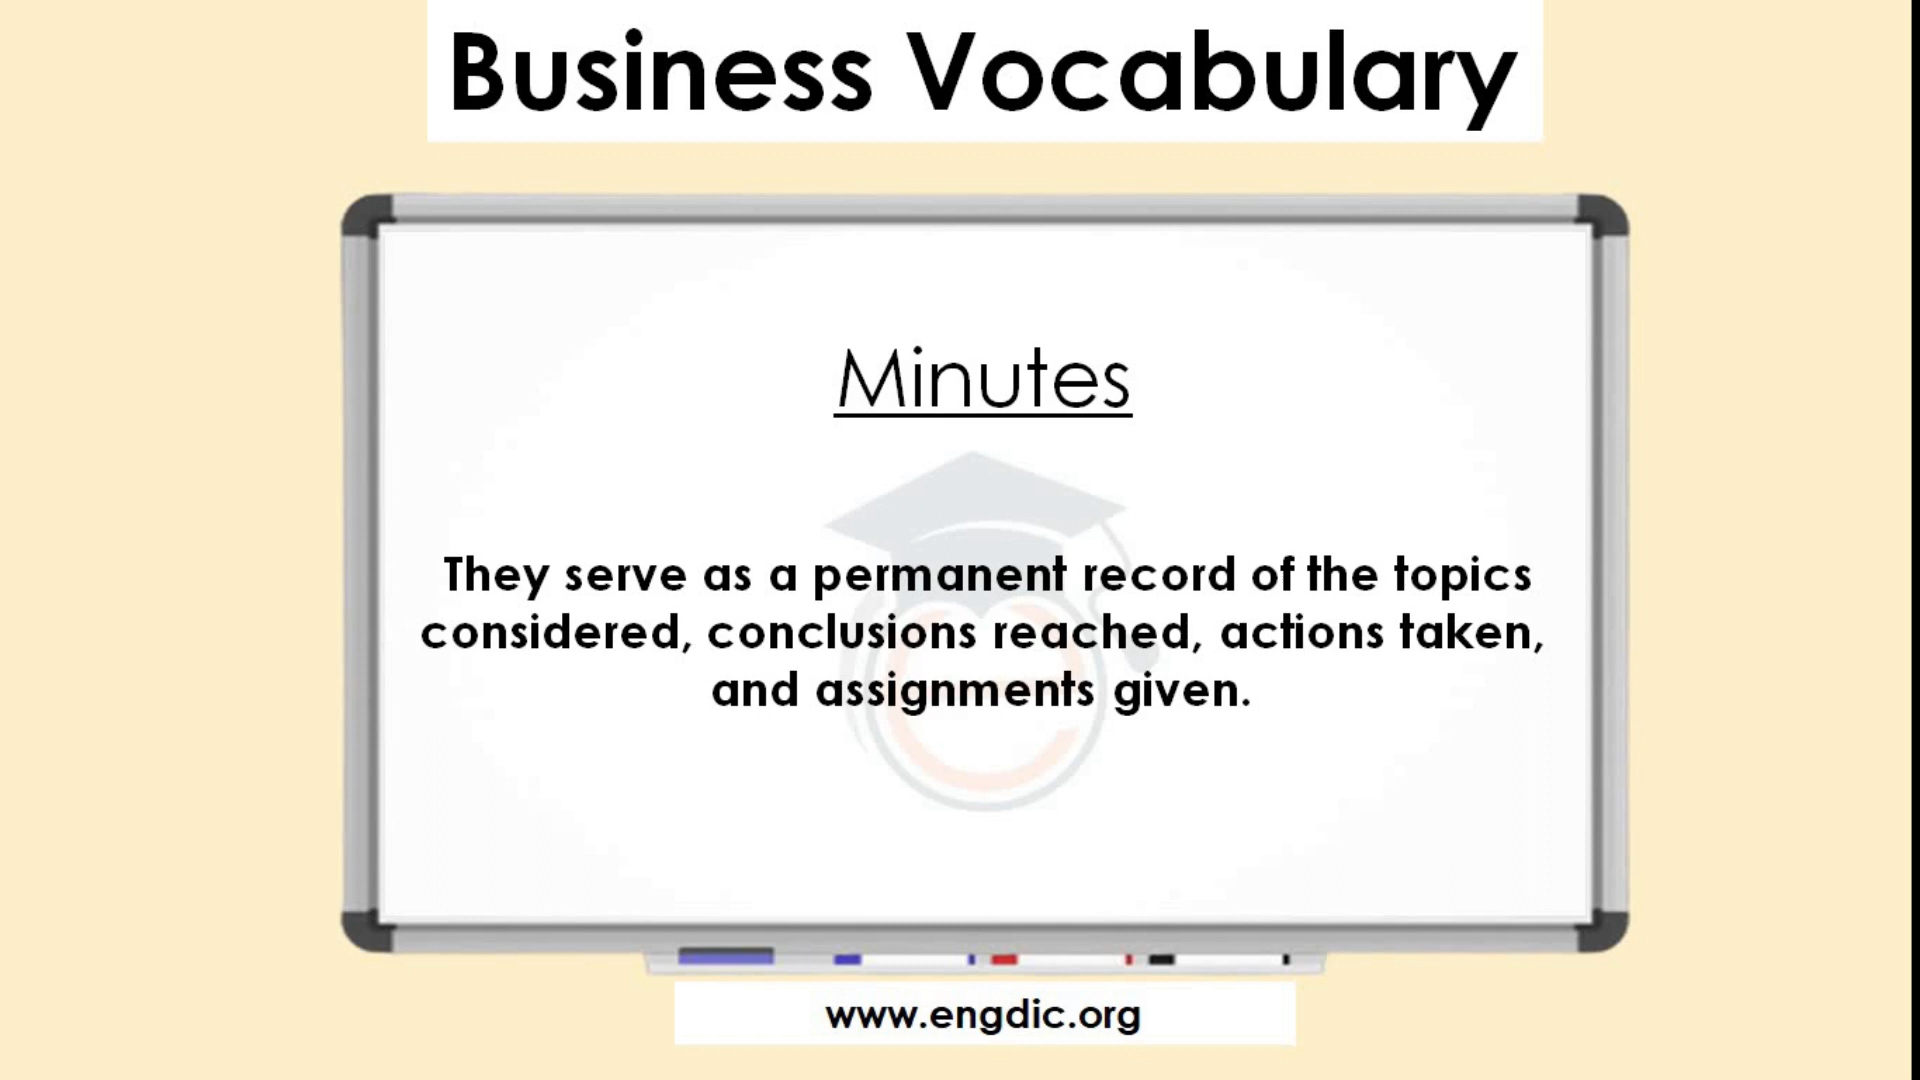 Business Vocabulary
Minutes
They serve as a permanent record of the topics
considered, conclusions reached, actions taken,
and assignments given.
www.engdic.org